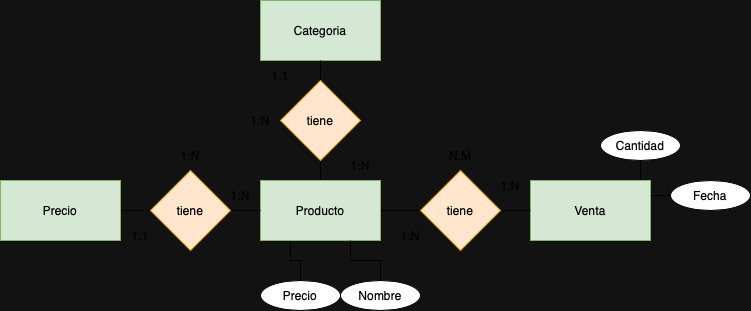 Categoria
1:1
1:N
tiene
1:N
1:N
N:M
Cantidad
Precio
1:1
tiene
1:N
Producto
1:N
tiene
1:N
Venta
Fecha
Precio
Nombre